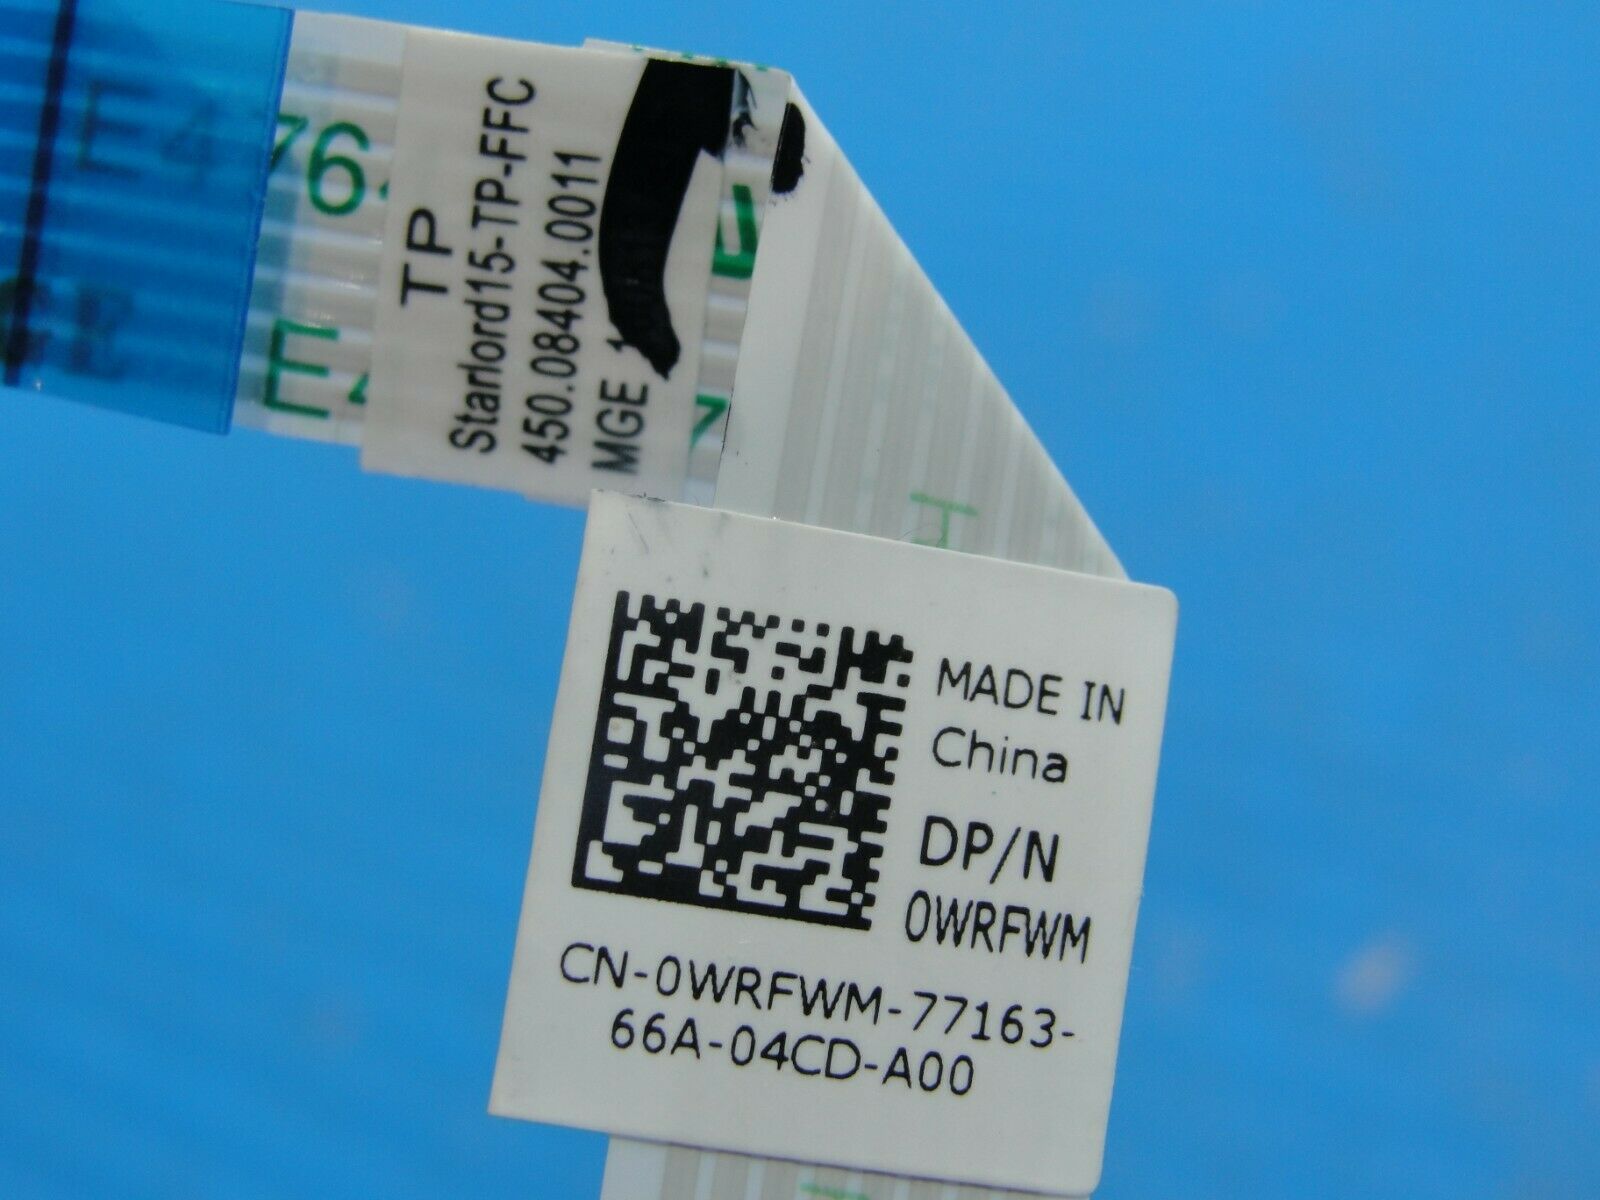 TP
Starlord15-TP-FFC
450.08404.0011
MGE
MADE IN
China
DP/N
0WRFWM
CN-0WRFWM-77163-
66A-04CD-A00